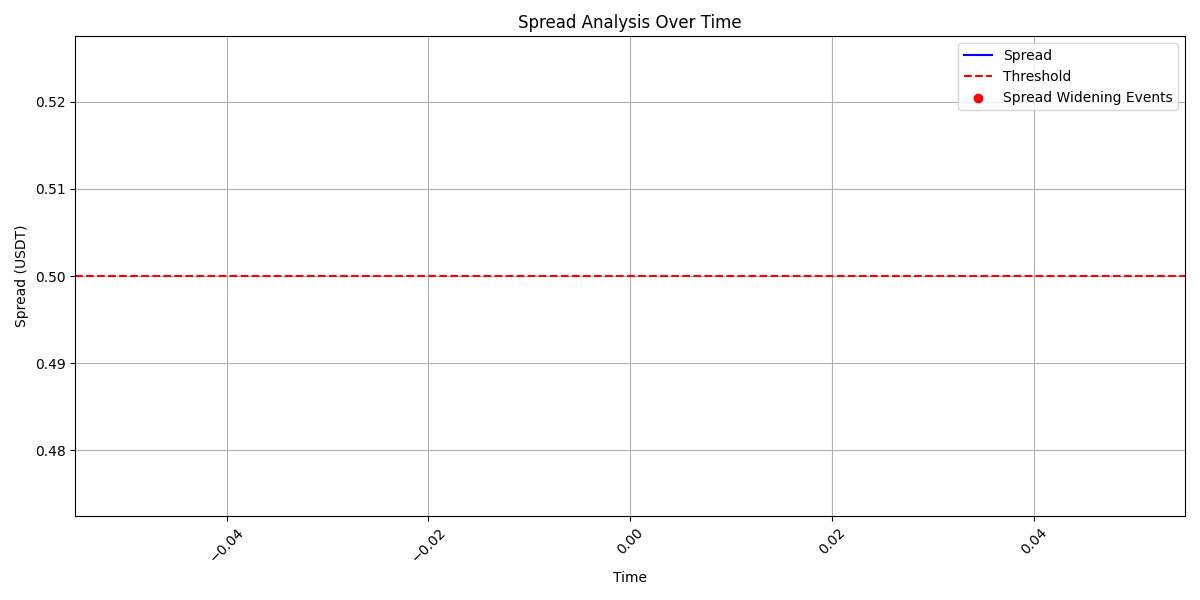 Spread Analysis Over Time
Spread
Threshold
Spread Widening Events
Spread (USDT)
0.52
0.51
0.50
0.49
0.48
−0.04
−0.02
0.00
0.02
0.04
Time